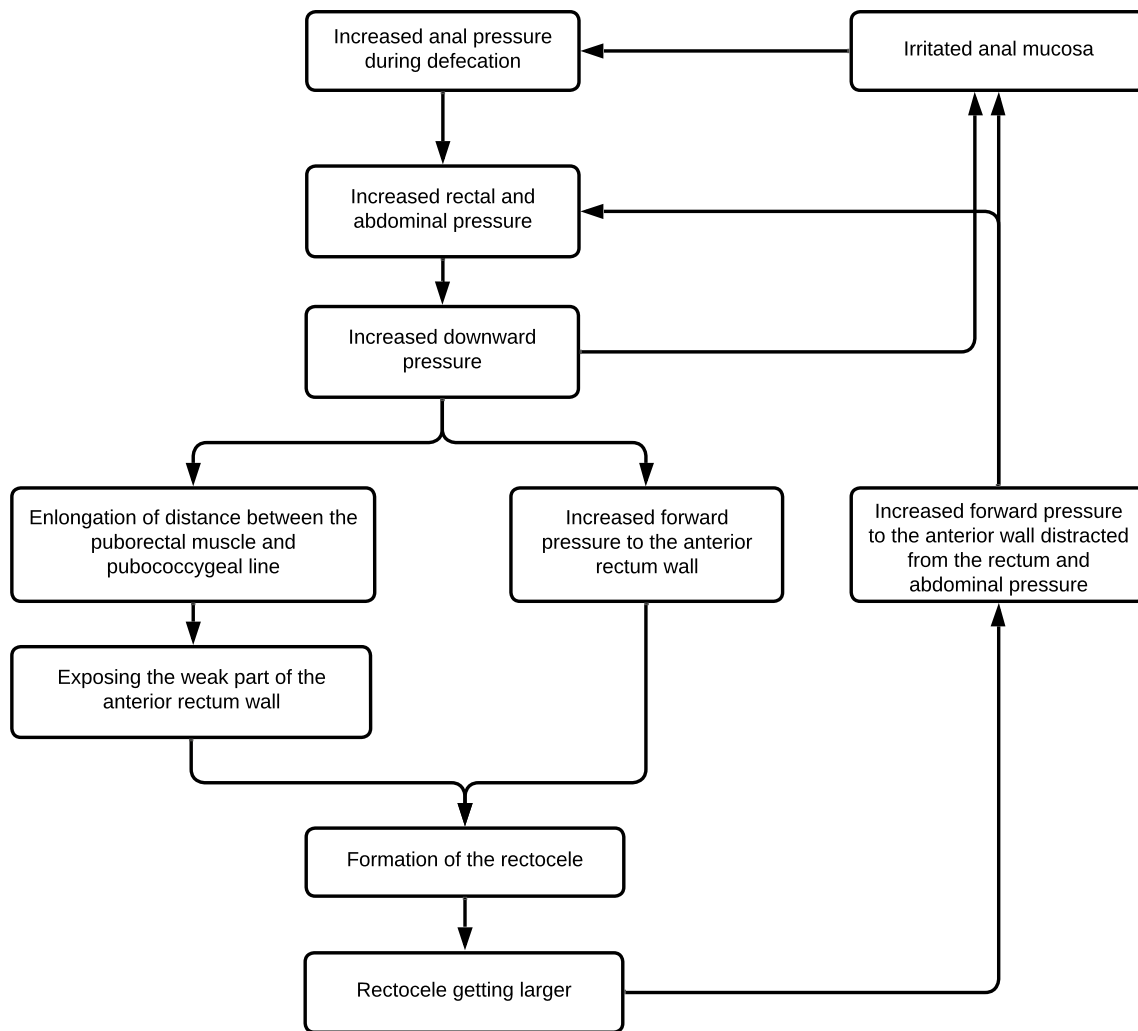 Increased anal pressure
during defecation
Irritated anal mucosa
Increased rectal and
abdominal pressure
Increased downward
pressure
Enlongation of distance between the
puborectal muscle and
pubococcygeal line
Increased forward
pressure to the anterior
rectum wall
Increased forward pressure
to the anterior wall distracted
from the rectum and
abdominal pressure
Exposing the weak part of the
anterior rectum wall
Formation of the rectocele
Rectocele getting larger